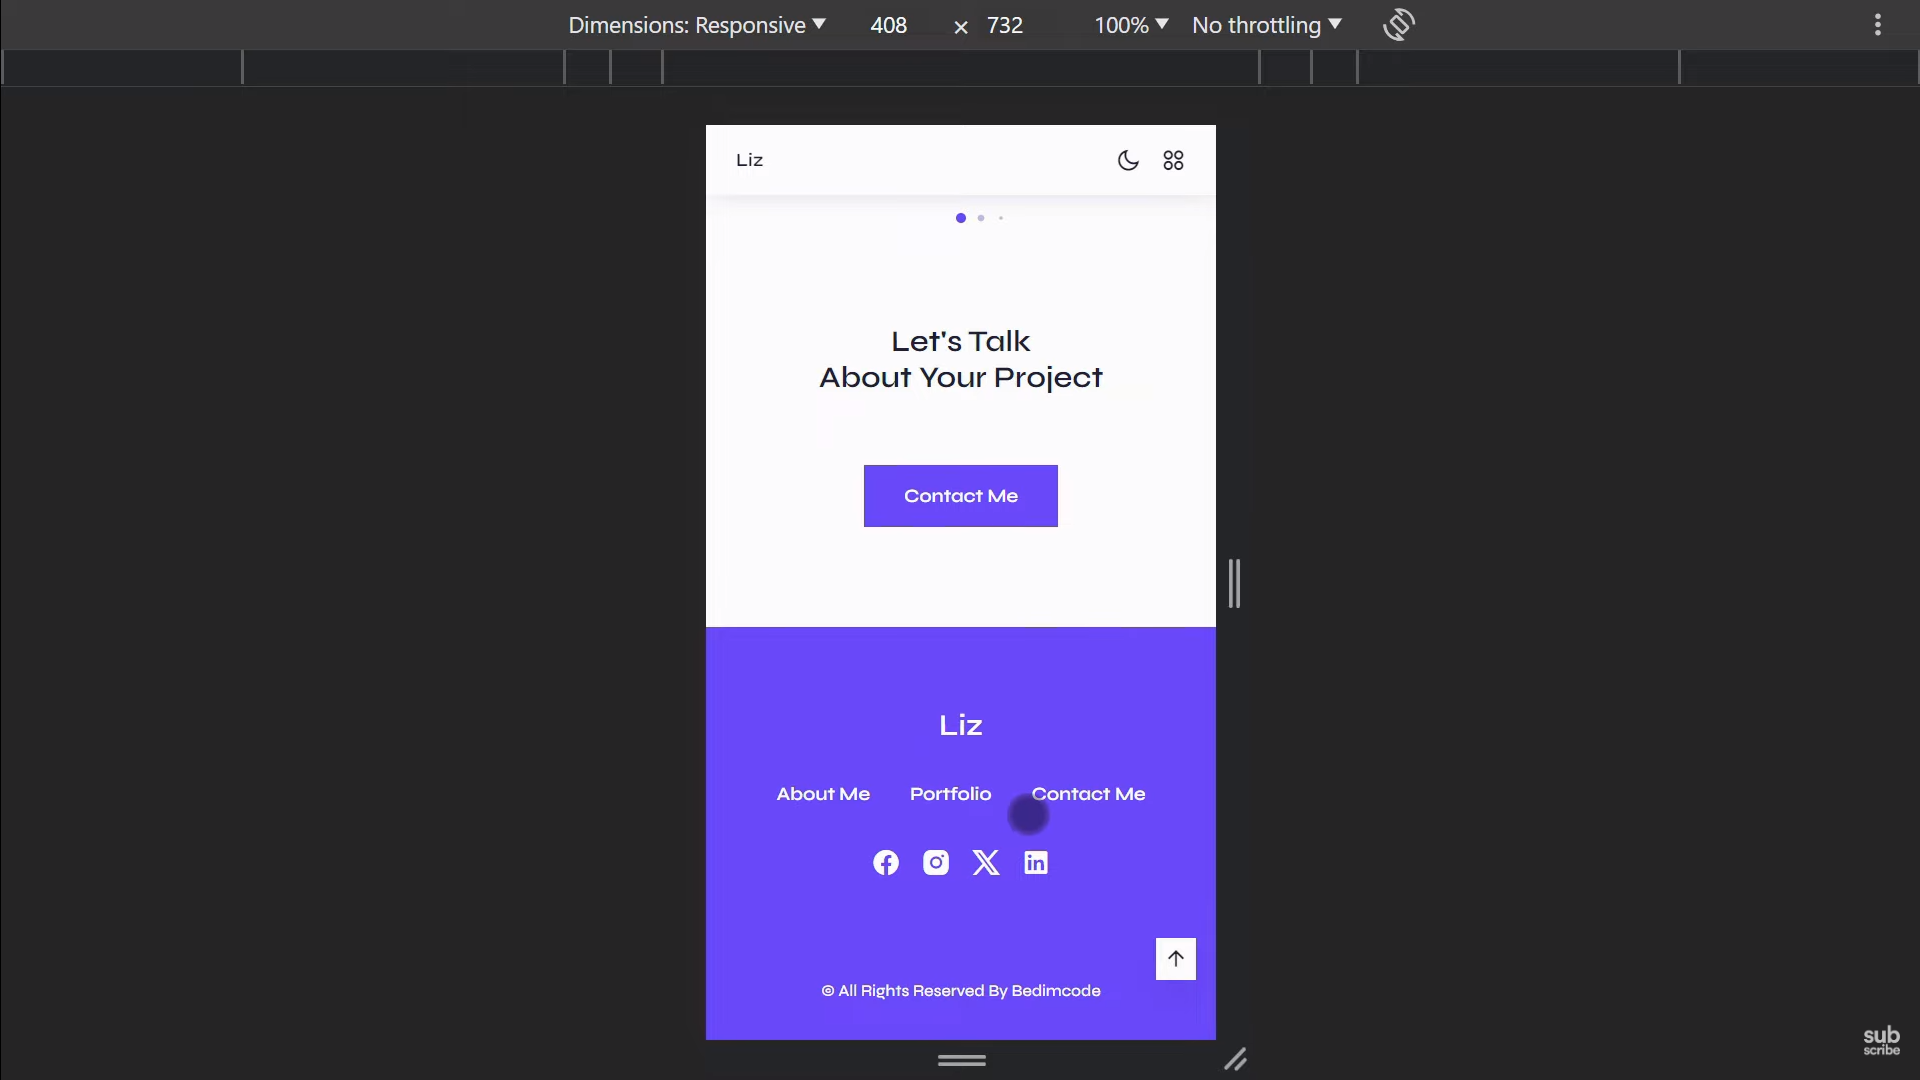 Dimensions: Responsive 408 × 732 100% No throttling
Liz
Let's Talk
About Your Project
Contact Me
Liz
About Me Portfolio Contact Me
© All Rights Reserved By Bedimcode
sub
scribe